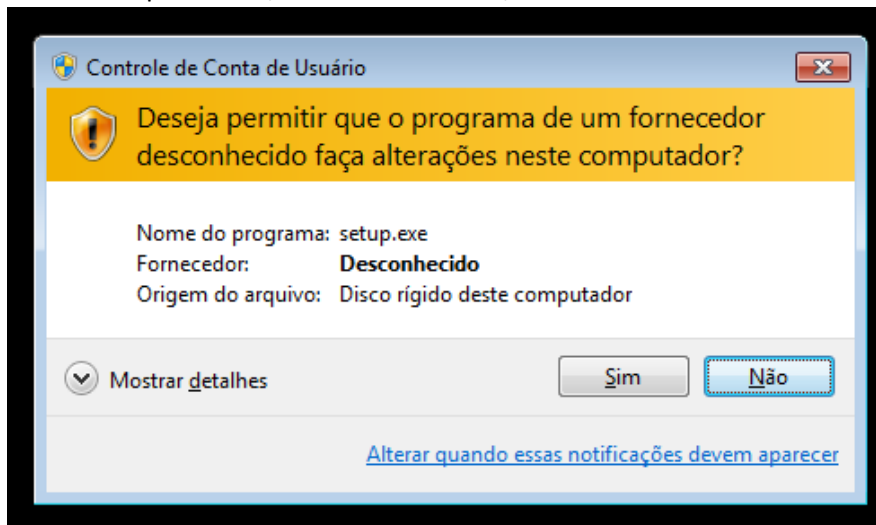 Controle de Conta de Usuário
Deseja permitir que o programa de um fornecedor
desconhecido faça alterações neste computador?
Nome do programa: setup.exe
Fornecedor: Desconhecido
Origem do arquivo: Disco rígido deste computador
Mostrar detalhes
Sim
Não
Alterar quando essas notificações devem aparecer